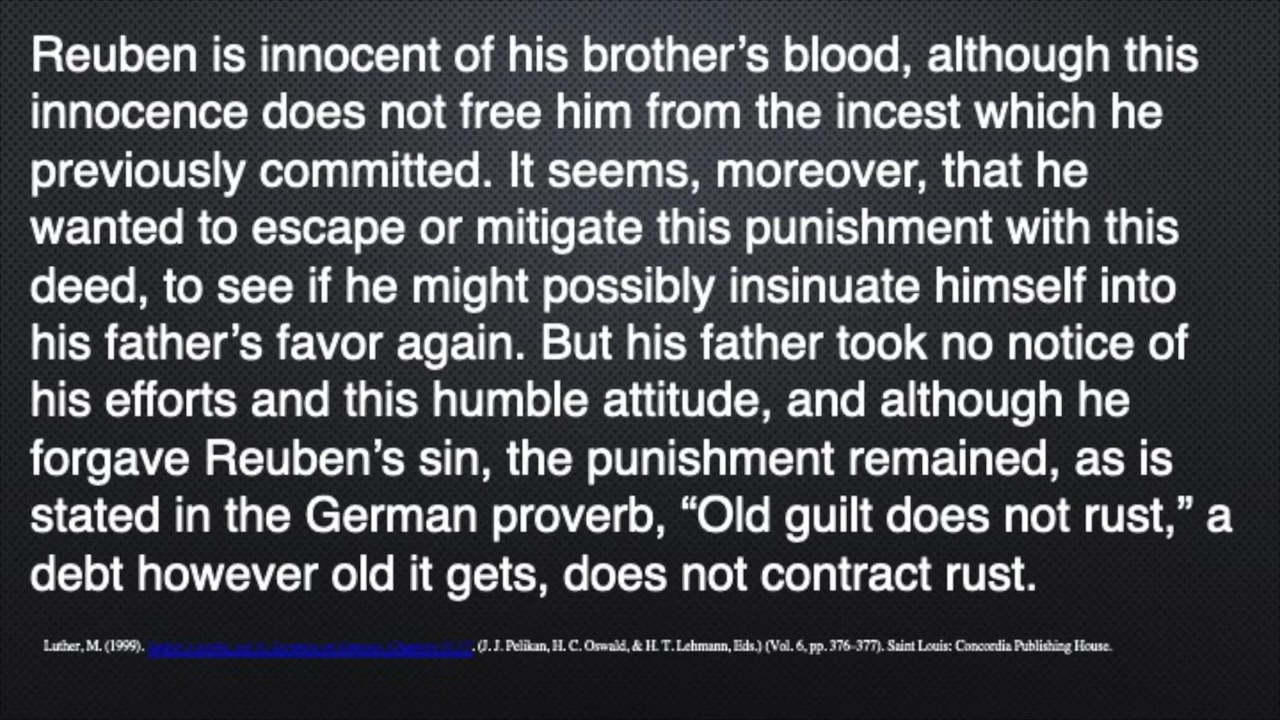 Reuben is innocent of his brother’s blood, although this
innocence does not free him from the incest which he
previously committed. It seems, moreover, that he
wanted to escape or mitigate this punishment with this
deed, to see if he might possibly insinuate himself into
his father’s favor again. But his father took no notice of
his efforts and this humble attitude, and although he
forgave Reuben’s sin, the punishment remained, as is
stated in the German proverb, “Old guilt does not rust,” a
debt however old it gets, does not contract rust.
Luther, M. (1999). . (J. J. Pelikan, H. C. Oswald, & H. T. Lehmann, Eds.) (Vol. 6, pp. 376–377). Saint Louis: Concordia Publishing House.